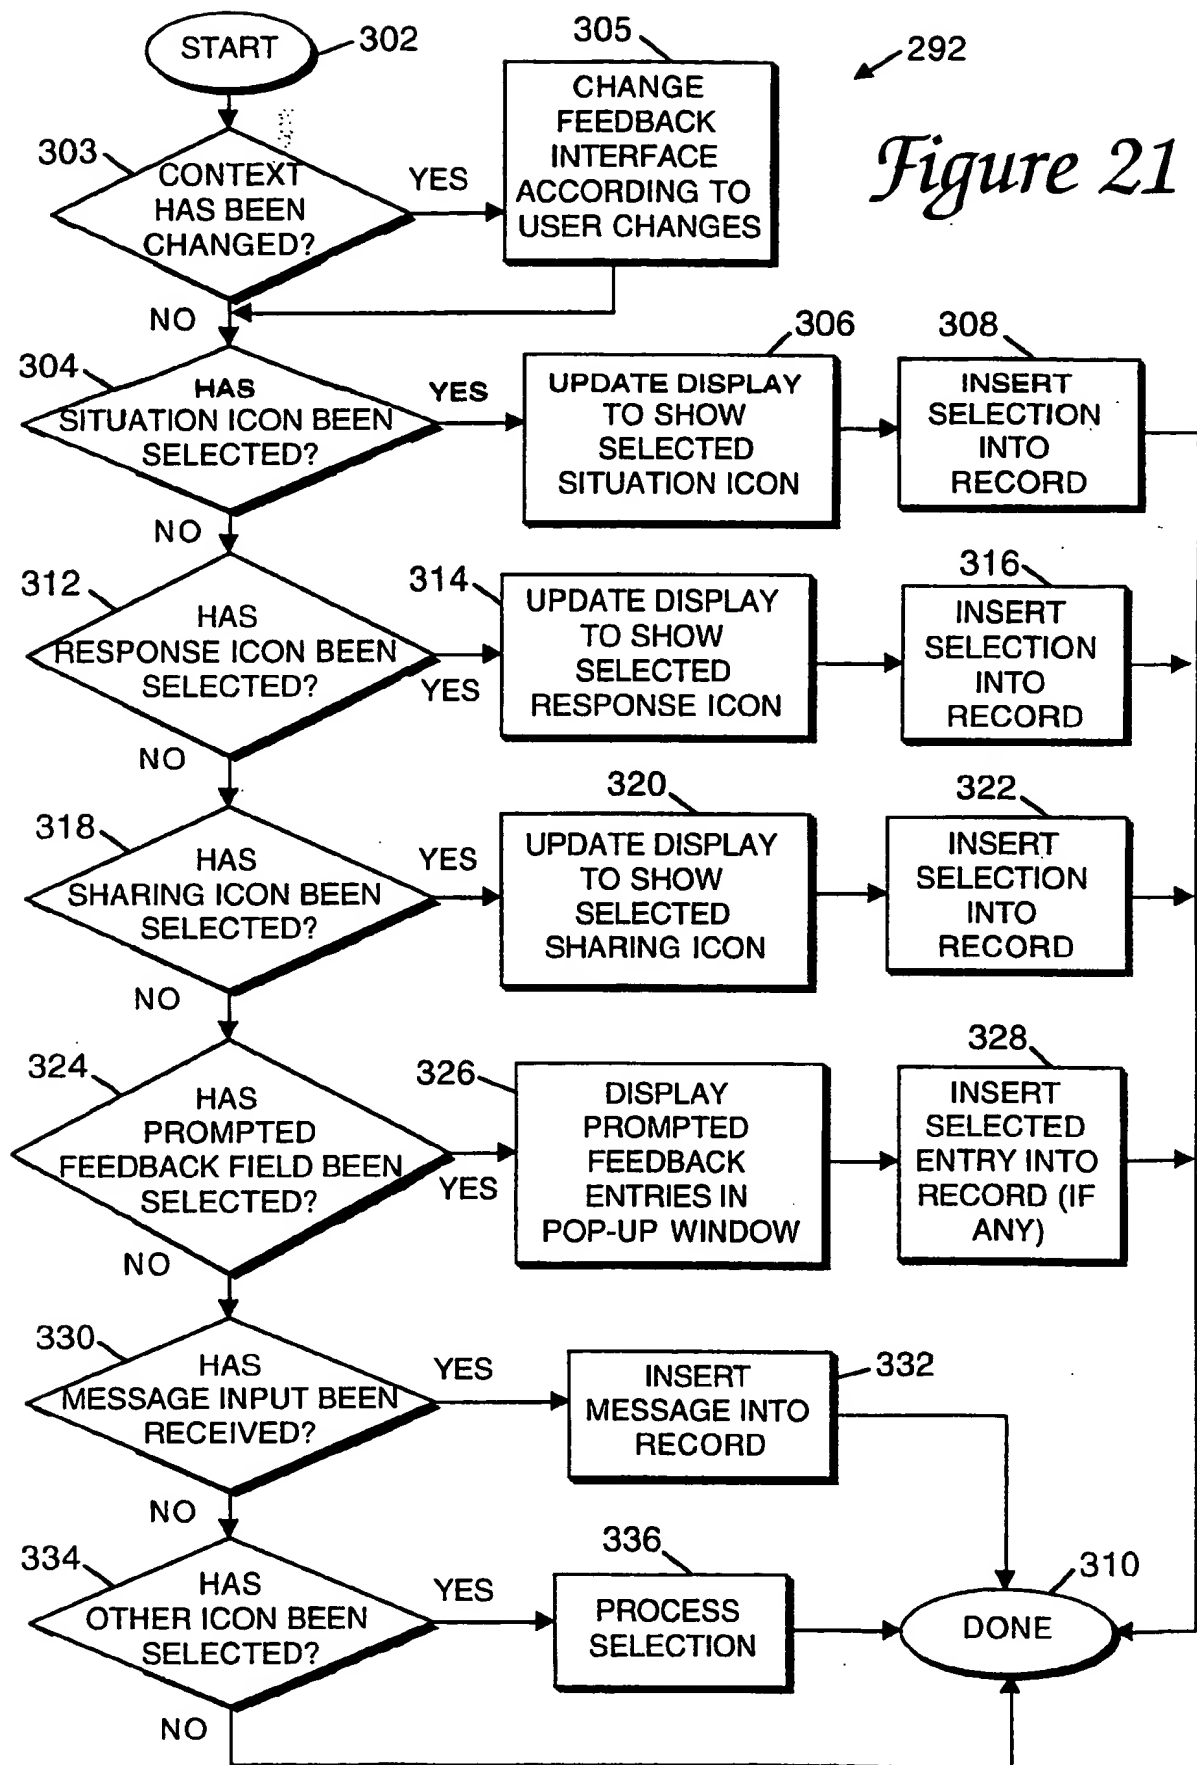 START
302
305
292
CHANGE
FEEDBACK
INTERFACE
ACCORDING TO
USER CHANGES
Figure 21
303
CONTEXT
HAS BEEN
CHANGED?
YES
NO
304
HAS
SITUATION ICON BEEN
SELECTED?
YES
306
UPDATE DISPLAY
TO SHOW
SELECTED
SITUATION ICON
308
INSERT
SELECTION
INTO
RECORD
NO
312
HAS
RESPONSE ICON BEEN
SELECTED?
YES
314
UPDATE DISPLAY
TO SHOW
SELECTED
RESPONSE ICON
316
INSERT
SELECTION
INTO
RECORD
NO
318
HAS
SHARING ICON BEEN
SELECTED?
YES
320
UPDATE DISPLAY
TO SHOW
SELECTED
SHARING ICON
322
INSERT
SELECTION
INTO
RECORD
NO
324
HAS
PROMPTED
FEEDBACK FIELD BEEN
SELECTED?
YES
326
DISPLAY
PROMPTED
FEEDBACK
ENTRIES IN
POP-UP WINDOW
328
INSERT
SELECTED
ENTRY INTO
RECORD (IF
ANY)
NO
330
HAS
MESSAGE INPUT BEEN
RECEIVED?
YES
332
INSERT
MESSAGE INTO
RECORD
NO
334
HAS
OTHER ICON BEEN
SELECTED?
YES
336
PROCESS
SELECTION
310
DONE
NO